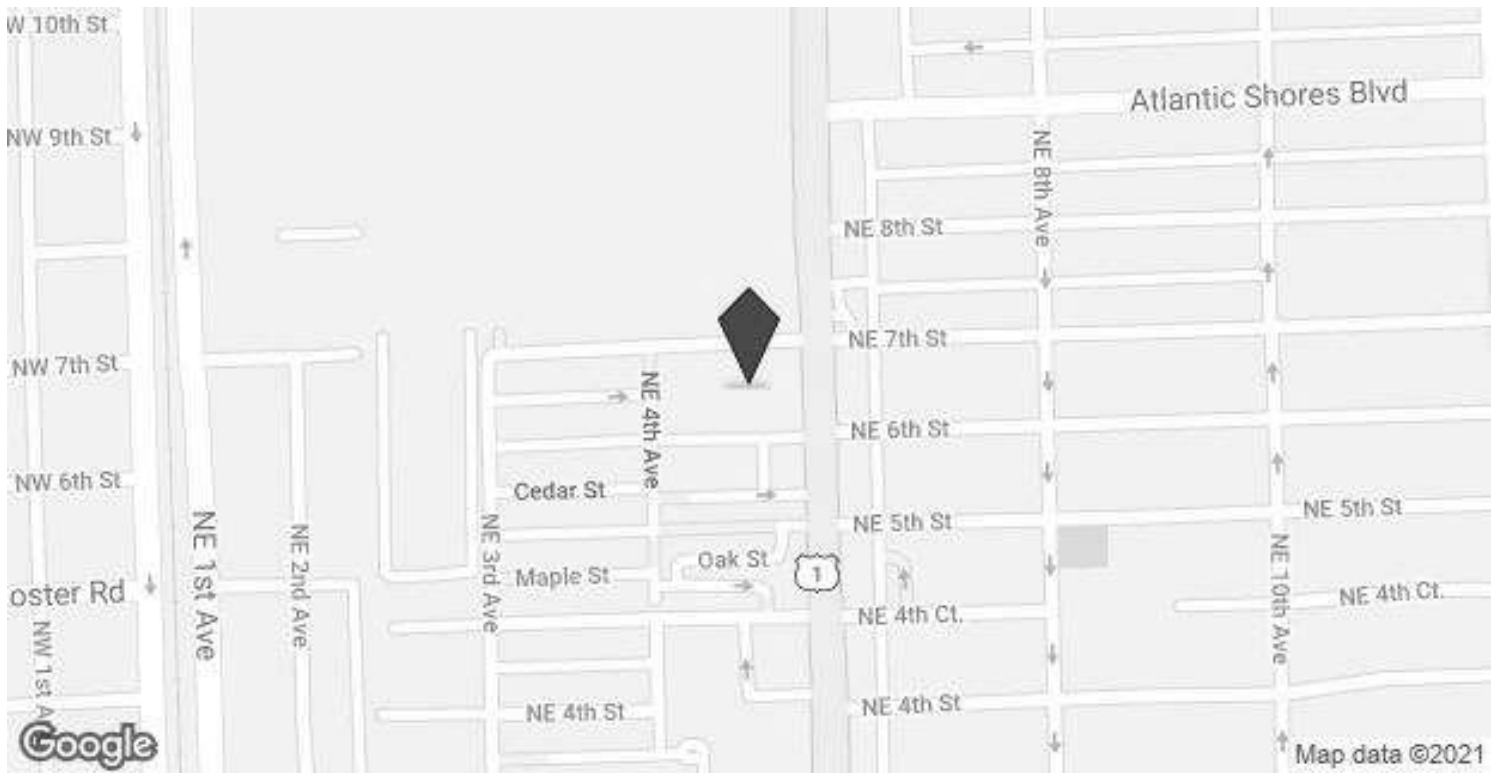 W 10th St
Atlantic Shores Blvd
NW 9th St
NE 8th Ave
NE 8th St
NE 7th St
NW 7th St
NE 4th Ave
NE 6th St
NW 6th St
Cedar St
NE 5th St
NE 5th St
NE 1st Ave
NE 2nd Ave
NE 3rd Ave
Oak St
1
Maple St
NE 10th Ave
oster Rd
NE 4th Ct.
NE 4th Ct.
NW 1st A
NE 4th St
NE 4th St
Google
Map data ©2021